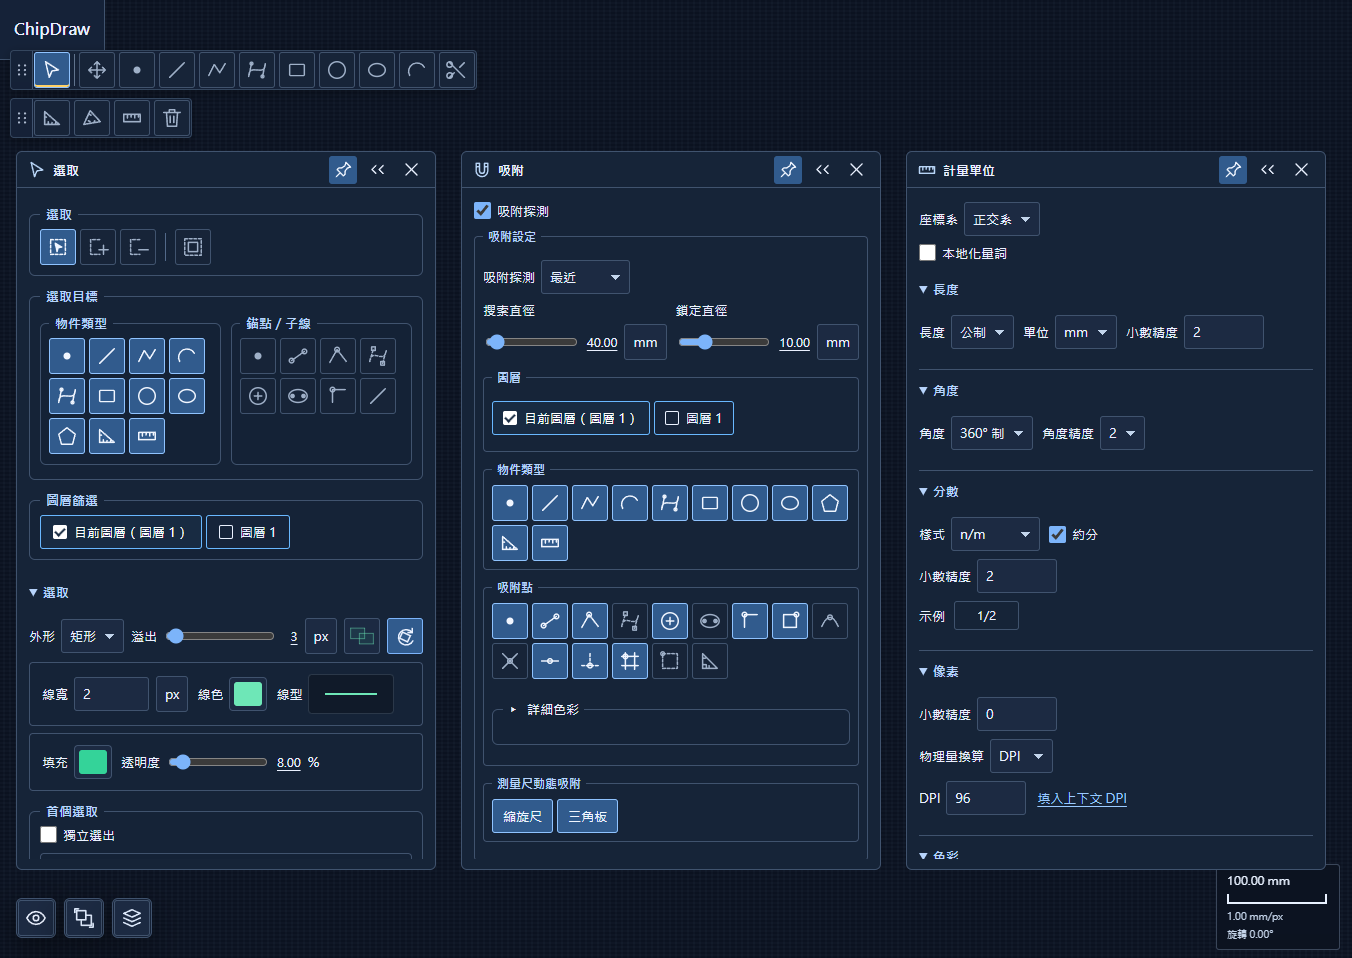 ChipDraw
選取
選取
選取目標
物件類型
錨點 / 子線
圖層篩選
目前圖層 ( 圖層 1 )
圖層 1
選取
外形 矩形 溢出 3 px
線寬 2 px 線色 線型
填充 透明度 8.00 %
首個選取
獨立選出
吸附
吸附探測
吸附設定
吸附探測 最近
搜索直徑 鎖定直徑
40.00 mm 10.00 mm
圖層
目前圖層 ( 圖層 1 ) 圖層 1
物件類型
吸附點
詳細色彩
測量尺動態吸附
縮旋尺 三角板
計量單位
座標系 正交系
本地化量詞
長度
長度 公制 單位 mm 小數精度 2
角度
角度 360° 制 角度精度 2
分數
樣式 n/m 約分
小數精度 2
示例 1/2
像素
小數精度 0
物理量換算 DPI
DPI 96 填入上下文 DPI
色彩
100.00 mm
1.00 mm/px
旋轉 0.00°